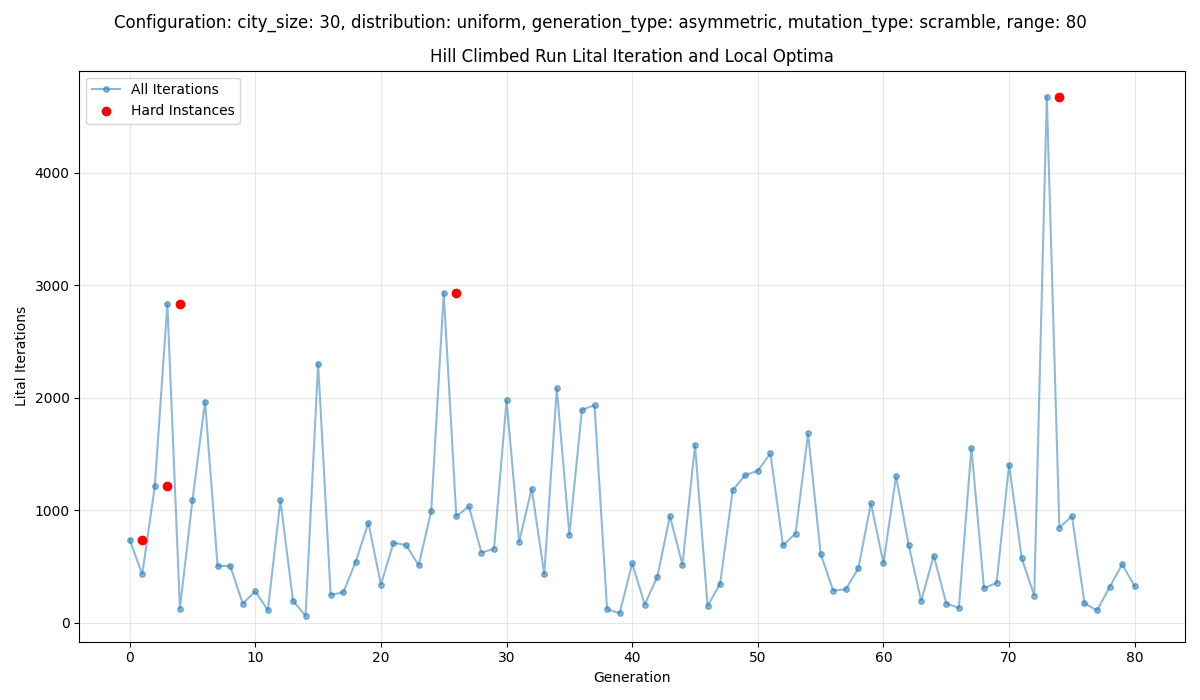 Configuration: city_size: 30, distribution: uniform, generation_type: asymmetric, mutation_type: scramble, range: 80
Hill Climbed Run Lital Iteration and Local Optima
All Iterations
Hard Instances
4000
3000
2000
1000
0
Lital Iterations
0 10 20 30 40 50 60 70 80
Generation